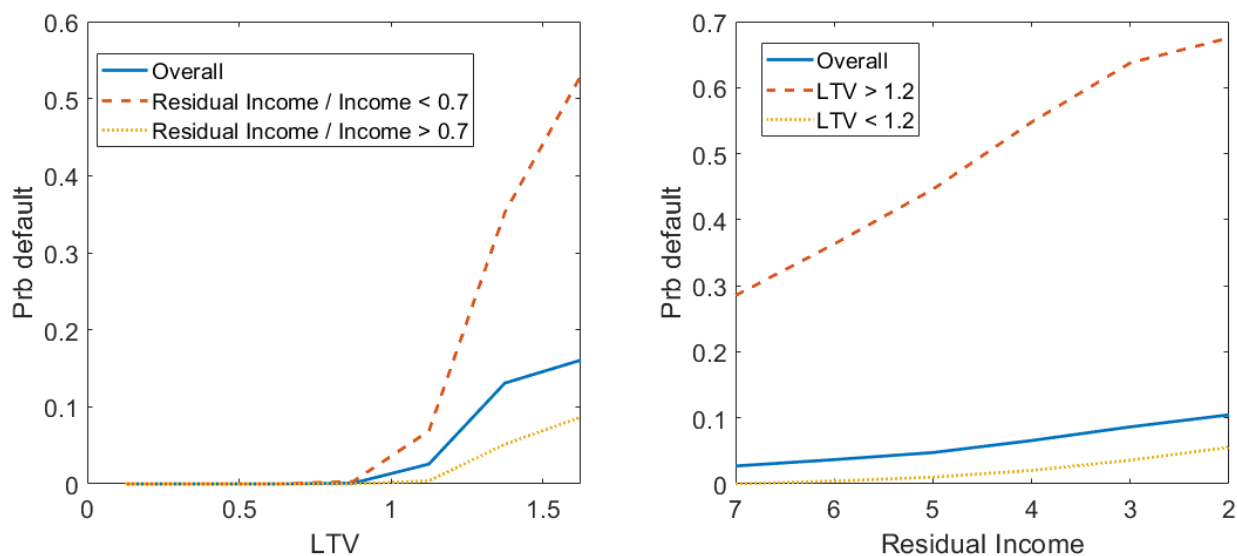 0.6
0.5
0.4
0.3
0.2
0.1
0
Prb default
Overall
Residual Income / Income < 0.7
Residual Income / Income > 0.7
0 0.5 1 1.5
LTV
0.7
0.6
0.5
0.4
0.3
0.2
0.1
0
Prb default
Overall
LTV > 1.2
LTV < 1.2
7 6 5 4 3 2
Residual Income